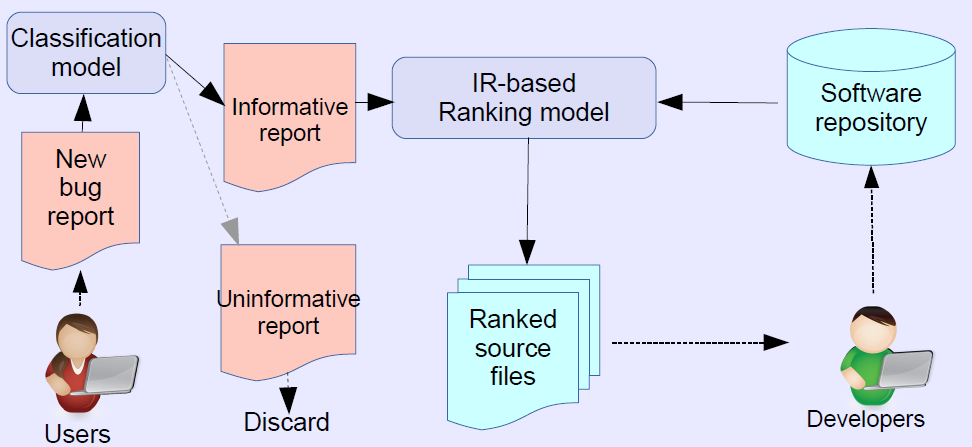 Classification
model
New
bug
report
Users
Informative
report
Uninformative
report
Discard
IR-based
Ranking model
Ranked
source
files
Software
repository
Developers